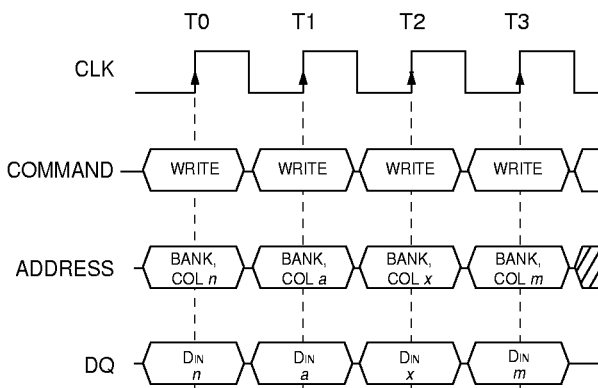 T0 T1 T2 T3
CLK
COMMAND WRITE WRITE WRITE WRITE
ADDRESS BANK, COL n BANK, COL a BANK, COL x BANK, COL m
DQ DIN n DIN a DIN x DIN m